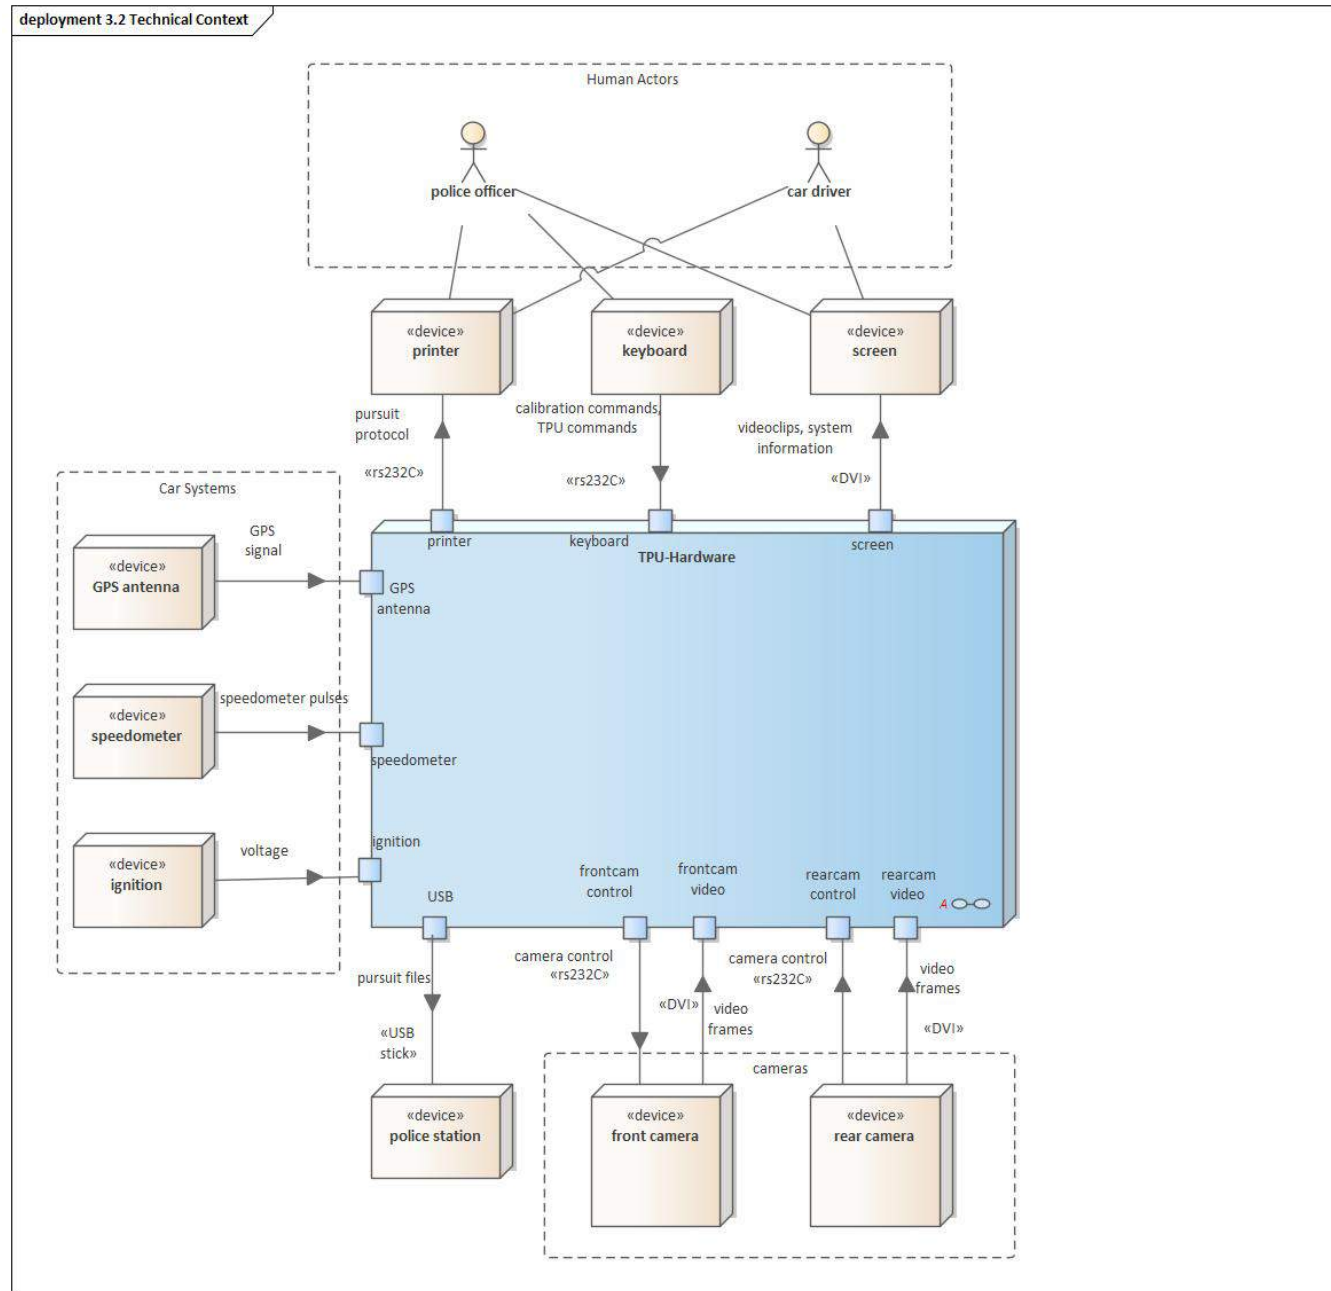 deployment 3.2 Technical Context
Human Actors
police officer
car driver
«device»
printer
«device»
keyboard
«device»
screen
pursuit
protocol
«rs232C»
calibration commands,
TPU commands
«rs232C»
videoclips, system
information
«DVI»
Car Systems
«device»
GPS antenna
GPS
signal
«device»
speedometer
speedometer pulses
«device»
ignition
voltage
printer
keyboard
screen
TPU-Hardware
GPS
antenna
speedometer
ignition
USB
frontcam
control
frontcam
video
rearcam
control
rearcam
video
A
pursuit files
«USB
stick»
camera control
«rs232C»
«DVI»
video
frames
camera control
«rs232C»
video
frames
«DVI»
«device»
police station
cameras
«device»
front camera
«device»
rear camera